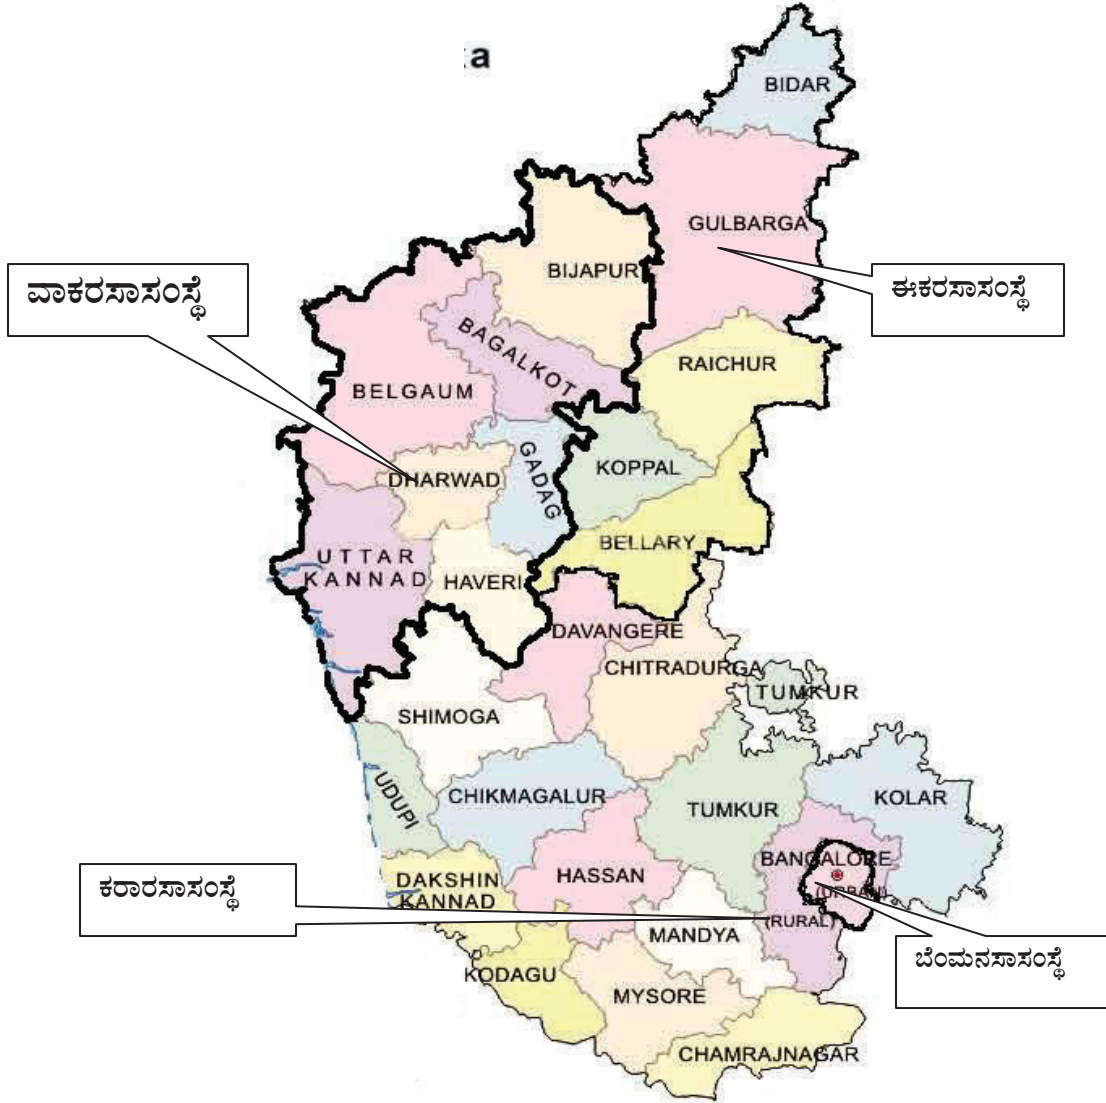 a
BIDAR
GULBARGA
BIJAPUR
ವಾಕರಸಾಸಂಸ್ಥೆ
ಈಕರಸಾಸಂಸ್ಥೆ
BAGALKOT
RAICHUR
BELGAUM
GADAG
KOPPAL
DHARWAD
BELLARY
UTTAR
KANNAD
HAVERI
DAVANGERE
CHITRADURGA
TUMKUR
SHIMOGA
UDUPI
CHIKMAGALUR
TUMKUR
KOLAR
BANGALORE
(URBAN)
ಕರಾರಸಾಸಂಸ್ಥೆ
DAKSHIN
KANNAD
HASSAN
(RURAL)
MANDYA
ಬೆಂಮನಸಾಸಂಸ್ಥೆ
KODAGU
MYSORE
CHAMRAJNAGAR